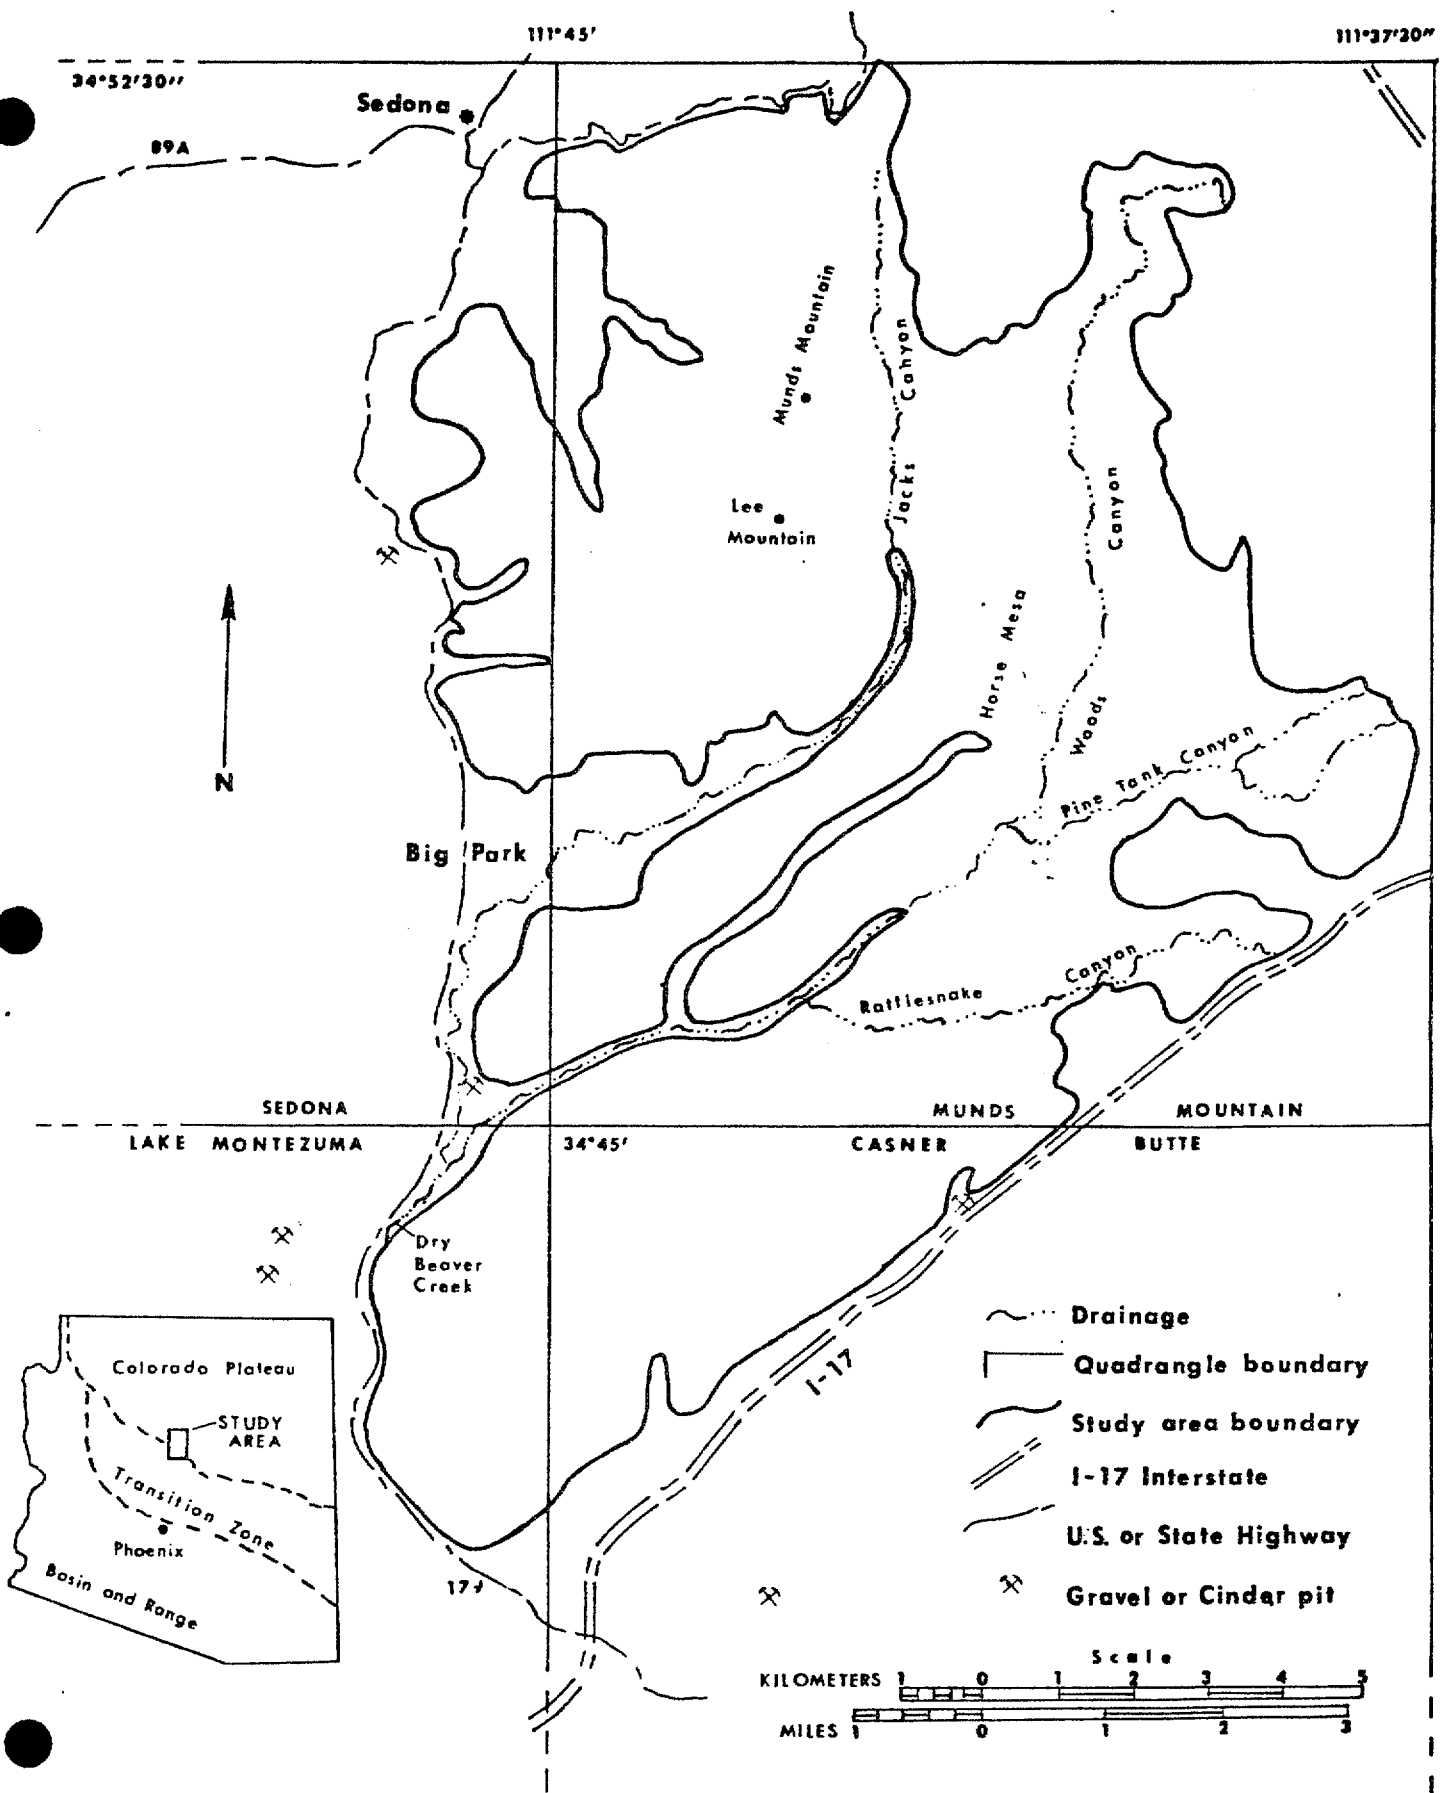 111°45'
111°37'30"
34°52'30"
Sedona
89A
Munds Mountain
Jacks Cahyon
Lee
Mountain
Woods Canyon
Horse Mesa
Pine Tank Canyon
N
Big Park
Rattlesnake Canyon
SEDONA
MUNDS MOUNTAIN
LAKE MONTEZUMA
34°45'
CASNER BUTTE
Dry
Beaver
Creek
I-17
Colorado Plateau
STUDY
AREA
Transition Zone
Phoenix
Basin and Range
Drainage
Quadrangle boundary
Study area boundary
I-17 Interstate
U.S. or State Highway
Gravel or Cinder pit
Scale
KILOMETERS 1 0 1 2 3 4 5
MILES 1 0 1 2 3